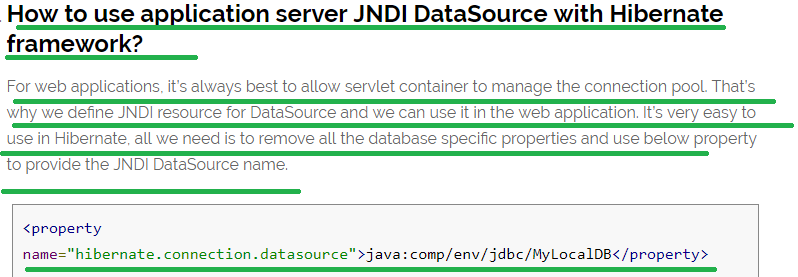 How to use application server JNDI DataSource with Hibernate
framework?
For web applications, it's always best to allow servlet container to manage the connection pool. That's
why we define JNDI resource for DataSource and we can use it in the web application. It's very easy to
use in Hibernate, all we need is to remove all the database specific properties and use below property
to provide the JNDI DataSource name.
<property
name="hibernate.connection.datasource">java:comp/env/jdbc/MyLocalDB</property>